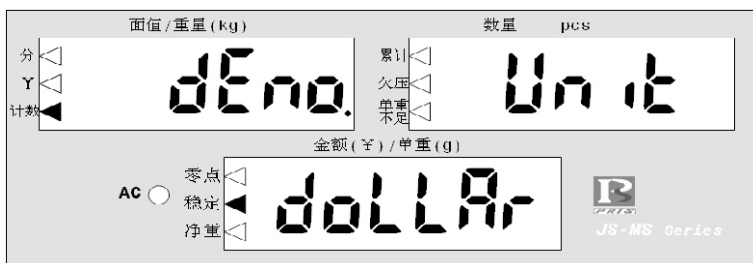 面值/重量(kg)
数量 pcs
分
Y
计数
dEno.
累计
欠压
单重
不足
Unit
金额(¥)/单重(g)
AC
零点
稳定
净重
doLLAr
PRIS
JS-MS Series